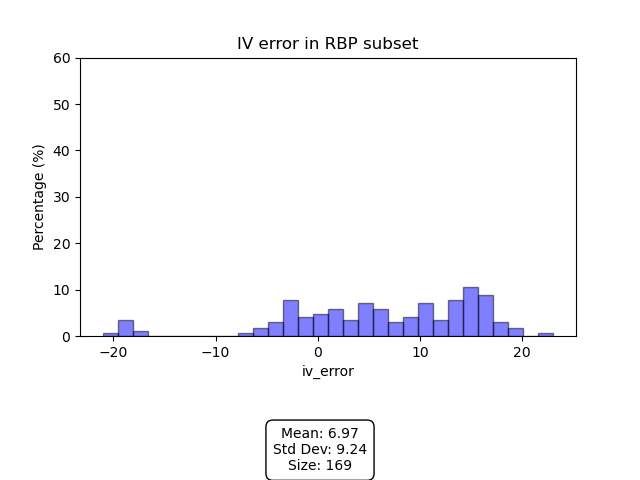 IV error in RBP subset
60
50
40
30
20
10
0
Percentage (%)
−20
−10
0
10
20
iv_error
Mean: 6.97
Std Dev: 9.24
Size: 169